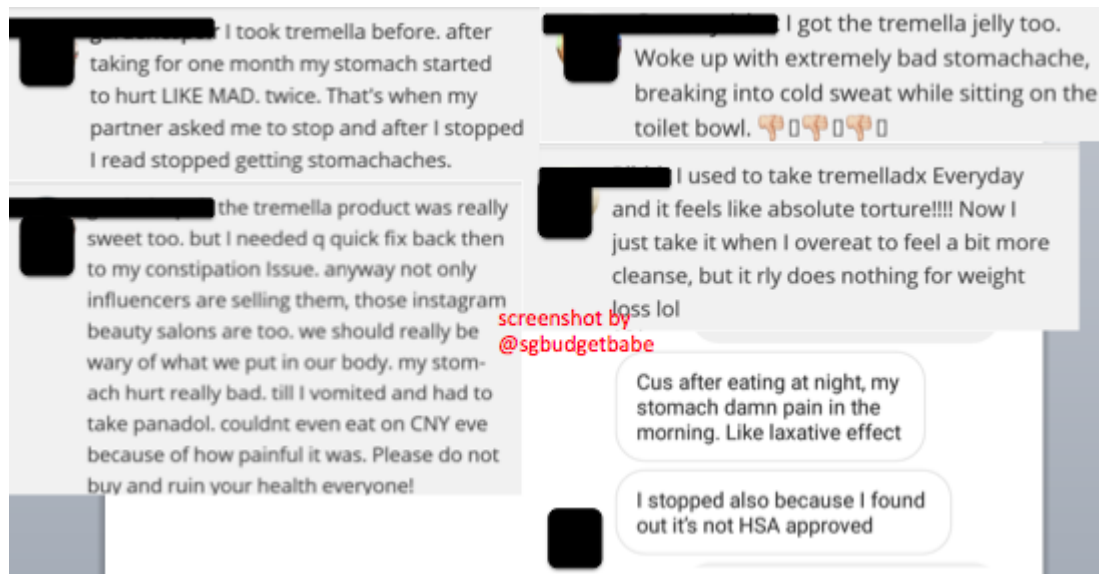 I took tremella before. after
taking for one month my stomach started
to hurt LIKE MAD. twice. That's when my
partner asked me to stop and after I stopped
I read stopped getting stomachaches.
the tremella product was really
sweet too. but I needed q quick fix back then
to my constipation Issue. anyway not only
influencers are selling them, those instagram
beauty salons are too. we should really be
wary of what we put in our body. my stom-
ach hurt really bad. till I vomited and had to
take panadol. couldnt even eat on CNY eve
because of how painful it was. Please do not
buy and ruin your health everyone!
I got the tremella jelly too.
Woke up with extremely bad stomachache,
breaking into cold sweat while sitting on the
toilet bowl. 👎🏻▯👎🏻▯👎🏻▯
I used to take tremelladx Everyday
and it feels like absolute torture!!!! Now I
just take it when I overeat to feel a bit more
cleanse, but it rly does nothing for weight
loss lol
screenshot by
@sgbudgetbabe
Cus after eating at night, my
stomach damn pain in the
morning. Like laxative effect
I stopped also because I found
out it's not HSA approved